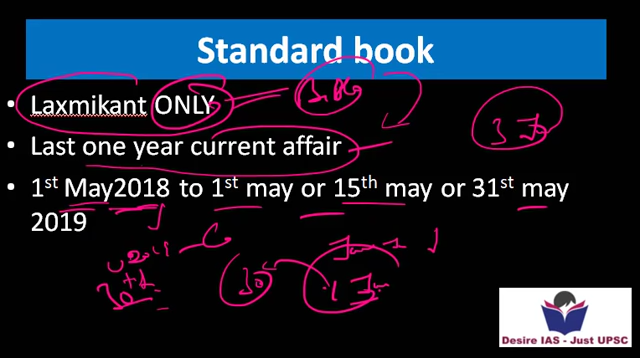 Standard book
• Laxmikant ONLY
• Last one year current affair
• 1st May2018 to 1st may or 15th may or 31st may
2019
Desire IAS - Just UPSC